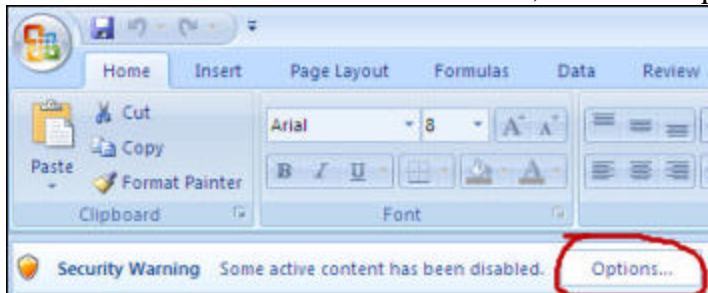 Home Insert Page Layout Formulas Data Review
Cut
Copy
Paste
Format Painter
Arial 8 A A
B I U A
Clipboard Font
Security Warning Some active content has been disabled. Options...